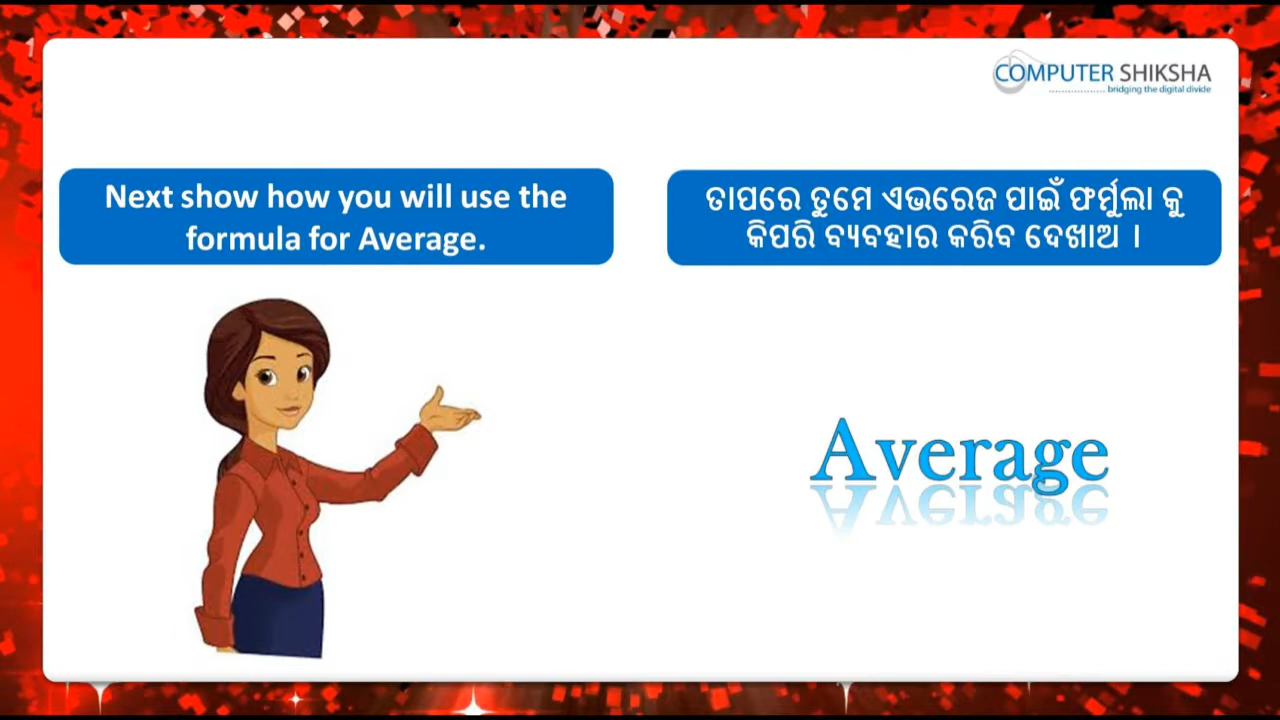 COMPUTER SHIKSHA
bridging the digital divide
Next show how you will use the
formula for Average.
ତାପରେ ତୁମେ ଏଭରେଜ ପାଇଁ ଫର୍ମୁଲା କୁ
କିପରି ବ୍ୟବହାର କରିବ ଦେଖାଅ ।
Average